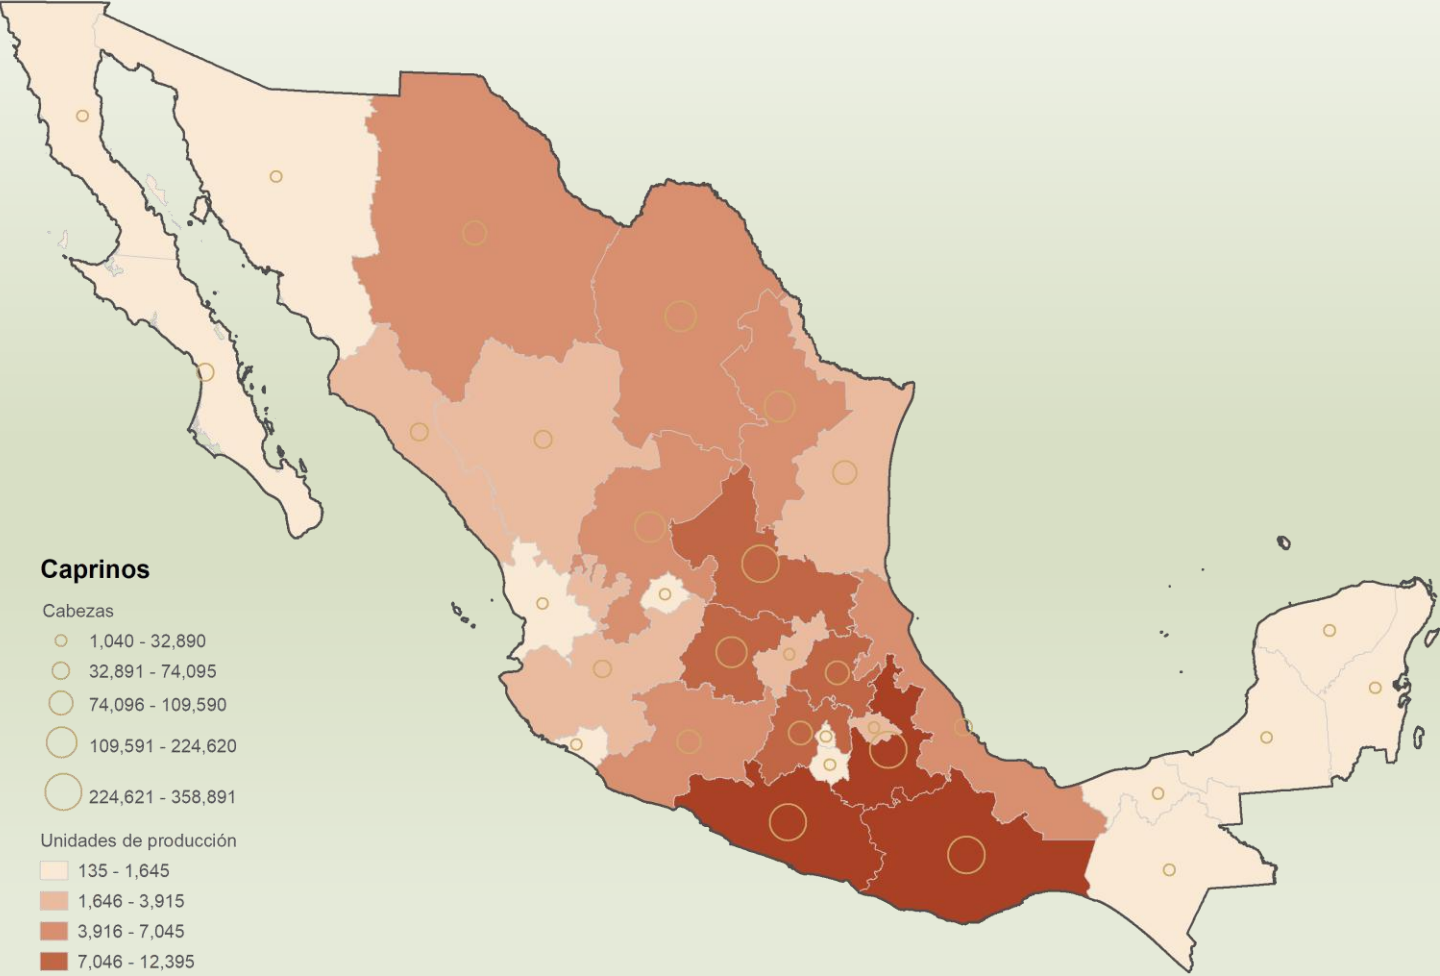 Caprinos
Cabezas
1,040 - 32,890
32,891 - 74,095
74,096 - 109,590
109,591 - 224,620
224,621 - 358,891
Unidades de producción
135 - 1,645
1,646 - 3,915
3,916 - 7,045
7,046 - 12,395